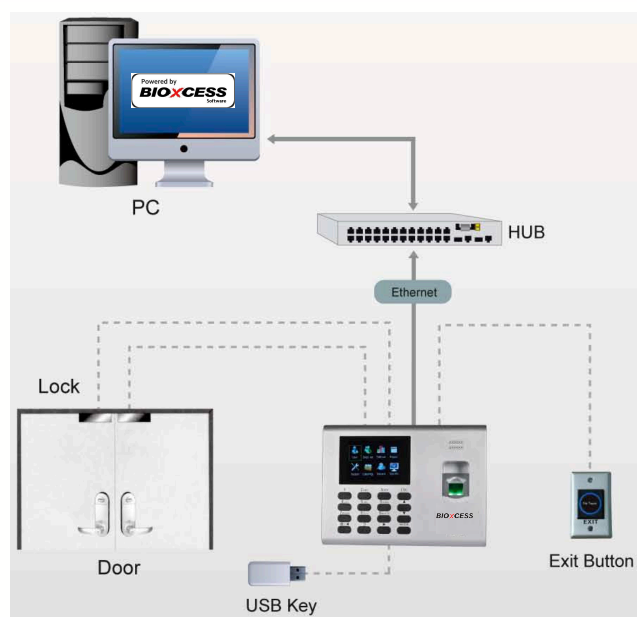 Powered by
BIOXCESS
Software
PC
HUB
Ethernet
Lock
BIOXCESS
EXIT
Door
Exit Button
USB Key